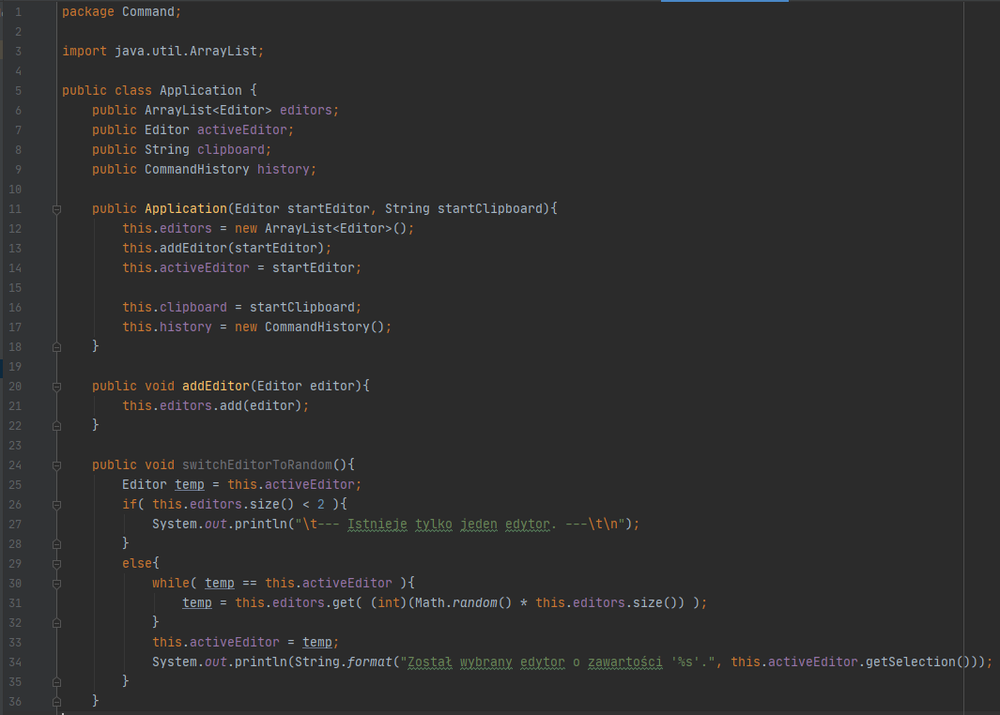 1 package Command;
2
3 import java.util.ArrayList;
4
5 public class Application {
6     public ArrayList<Editor> editors;
7     public Editor activeEditor;
8     public String clipboard;
9     public CommandHistory history;
10
11     public Application(Editor startEditor, String startClipboard){
12         this.editors = new ArrayList<Editor>();
13         this.addEditor(startEditor);
14         this.activeEditor = startEditor;
15
16         this.clipboard = startClipboard;
17         this.history = new CommandHistory();
18     }
19
20     public void addEditor(Editor editor){
21         this.editors.add(editor);
22     }
23
24     public void switchEditorToRandom(){
25         Editor temp = this.activeEditor;
26         if( this.editors.size() < 2 ){
27             System.out.println("\t--- Istnieje tylko jeden edytor. ---\t\n");
28         }
29         else{
30             while( temp == this.activeEditor ){
31                 temp = this.editors.get( (int)(Math.random() * this.editors.size()) );
32             }
33             this.activeEditor = temp;
34             System.out.println(String.format("Został wybrany edytor o zawartości '%s'.", this.activeEditor.getSelection()));
35         }
36     }